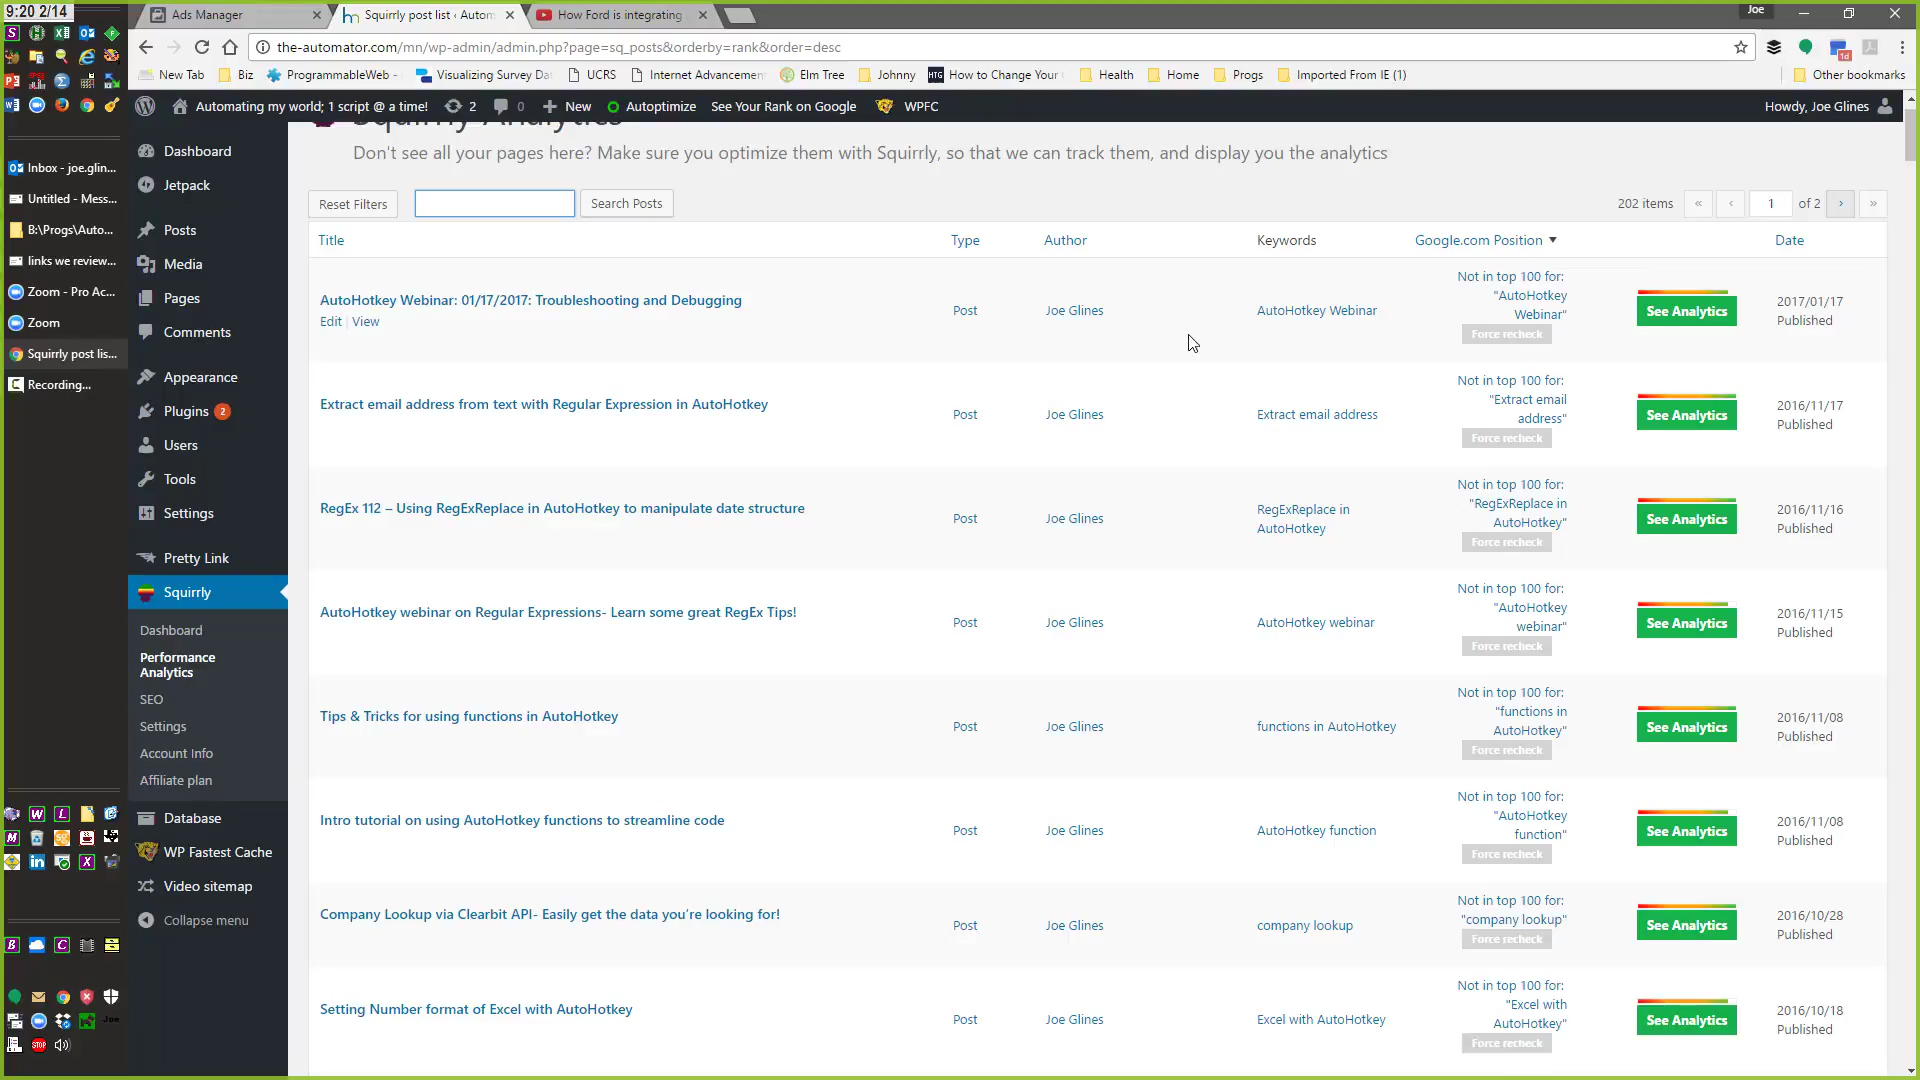 9:20 2/14
Ads Manager
Squirrly post list ‹ Autom
How Ford is integrating
Joe
the-automator.com/mn/wp-admin/admin.php?page=sq_posts&orderby=rank&order=desc
New Tab
Biz
ProgrammableWeb -
Visualizing Survey Da
UCRS
Internet Advancemen
Elm Tree
Johnny
How to Change Your
Health
Home
Progs
Imported From IE (1)
Other bookmarks
Automating my world; 1 script @ a time!
2
0
New
Autoptimize
See Your Rank on Google
WPFC
Howdy, Joe Glines
Inbox - joe.glin...
Untitled - Mess...
B:\Progs\Auto...
links we review...
Zoom - Pro Ac...
Zoom
Squirrly post lis...
Recording...
Dashboard
Jetpack
Posts
Media
Pages
Comments
Appearance
Plugins 2
Users
Tools
Settings
Pretty Link
Squirrly
Dashboard
Performance
Analytics
SEO
Settings
Account Info
Affiliate plan
Database
WP Fastest Cache
Video sitemap
Collapse menu
Squirrly Analytics
Don't see all your pages here? Make sure you optimize them with Squirrly, so that we can track them, and display you the analytics
Reset Filters
Search Posts
202 items « ‹ 1 of 2 › »
Title Type Author Keywords Google.com Position Date
AutoHotkey Webinar: 01/17/2017: Troubleshooting and Debugging
Edit | View
Post
Joe Glines
AutoHotkey Webinar
Not in top 100 for:
"AutoHotkey
Webinar"
Force recheck
See Analytics
2017/01/17
Published
Extract email address from text with Regular Expression in AutoHotkey
Post
Joe Glines
Extract email address
Not in top 100 for:
"Extract email
address"
Force recheck
See Analytics
2016/11/17
Published
RegEx 112 – Using RegExReplace in AutoHotkey to manipulate date structure
Post
Joe Glines
RegExReplace in
AutoHotkey
Not in top 100 for:
"RegExReplace in
AutoHotkey"
Force recheck
See Analytics
2016/11/16
Published
AutoHotkey webinar on Regular Expressions- Learn some great RegEx Tips!
Post
Joe Glines
AutoHotkey webinar
Not in top 100 for:
"AutoHotkey
webinar"
Force recheck
See Analytics
2016/11/15
Published
Tips & Tricks for using functions in AutoHotkey
Post
Joe Glines
functions in AutoHotkey
Not in top 100 for:
"functions in
AutoHotkey"
Force recheck
See Analytics
2016/11/08
Published
Intro tutorial on using AutoHotkey functions to streamline code
Post
Joe Glines
AutoHotkey function
Not in top 100 for:
"AutoHotkey
function"
Force recheck
See Analytics
2016/11/08
Published
Company Lookup via Clearbit API- Easily get the data you're looking for!
Post
Joe Glines
company lookup
Not in top 100 for:
"company lookup"
Force recheck
See Analytics
2016/10/28
Published
Setting Number format of Excel with AutoHotkey
Post
Joe Glines
Excel with AutoHotkey
Not in top 100 for:
"Excel with
AutoHotkey"
Force recheck
See Analytics
2016/10/18
Published